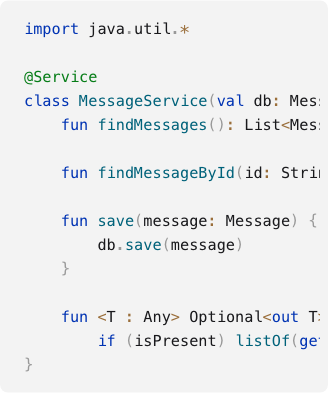 import java.util.*
@Service
class MessageService(val db: Mess
fun findMessages(): List<Mess
fun findMessageById(id: Strin
fun save(message: Message) {
db.save(message)
}
fun <T : Any> Optional<out T>
if (isPresent) listOf(get
}